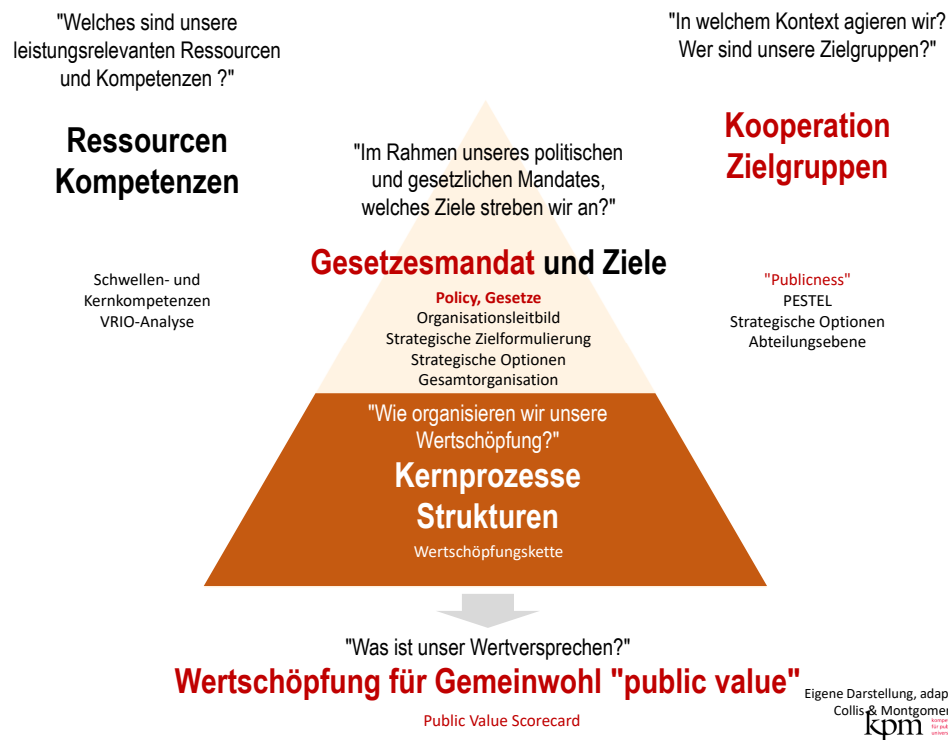 "Welches sind unsere
leistungsrelevanten Ressourcen
und Kompetenzen ?"
Ressourcen
Kompetenzen
Schwellen- und
Kernkompetenzen
VRIO-Analyse
"In welchem Kontext agieren wir?
Wer sind unsere Zielgruppen?"
Kooperation
Zielgruppen
"Publicness"
PESTEL
Strategische Optionen
Abteilungsebene
"Im Rahmen unseres politischen
und gesetzlichen Mandates,
welches Ziele streben wir an?"
Gesetzesmandat und Ziele
Policy, Gesetze
Organisationsleitbild
Strategische Zielformulierung
Strategische Optionen
Gesamtorganisation
"Wie organisieren wir unsere
Wertschöpfung?"
Kernprozesse
Strukturen
Wertschöpfungskette
"Was ist unser Wertversprechen?"
Wertschöpfung für Gemeinwohl "public value"
Public Value Scorecard
Eigene Darstellung, adap
Collis & Montgomer
kpm